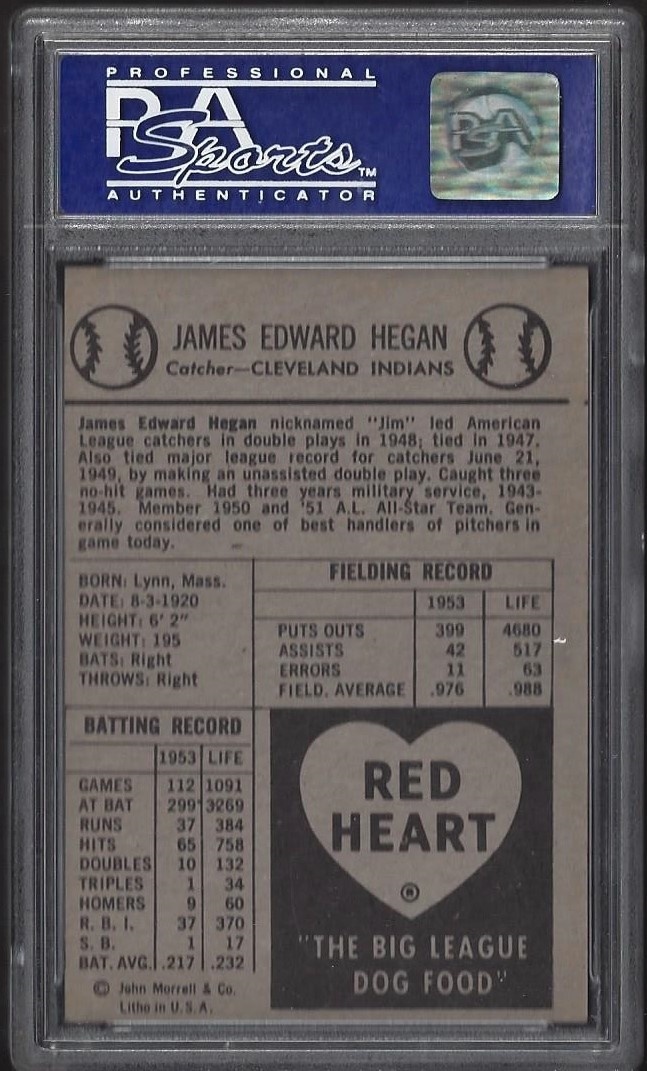 PROFESSIONAL
PSA
Sports™
AUTHENTICATOR
PSA
JAMES EDWARD HEGAN
Catcher—CLEVELAND INDIANS
James Edward Hegan nicknamed "Jim" led American
League catchers in double plays in 1948; tied in 1947.
Also tied major league record for catchers June 21,
1949, by making an unassisted double play. Caught three
no-hit games. Had three years military service, 1943-
1945. Member 1950 and '51 A.L. All-Star Team. Gen-
erally considered one of best handlers of pitchers in
game today.
BORN: Lynn, Mass.
DATE: 8-3-1920
HEIGHT: 6' 2"
WEIGHT: 195
BATS: Right
THROWS: Right
FIELDING RECORD
1953 LIFE
PUTS OUTS 399 4680
ASSISTS 42 517
ERRORS 11 63
FIELD. AVERAGE .976 .988
BATTING RECORD
1953 LIFE
GAMES 112 1091
AT BAT 299 3269
RUNS 37 384
HITS 65 758
DOUBLES 10 132
TRIPLES 1 34
HOMERS 9 60
R. B. I. 37 370
S. B. 1 17
BAT. AVG. .217 .232
© John Morrell & Co.
Litho in U.S.A.
RED
HEART
®
"THE BIG LEAGUE
DOG FOOD"